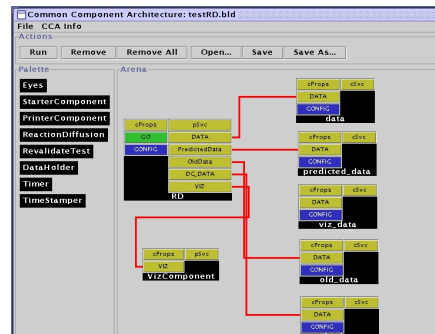 Common Component Architecture: testRD.bld
File CCA Info
Actions
Run Remove Remove All Open... Save Save As...
Palette
Eyes
StarterComponent
PrinterComponent
ReactionDiffusion
RevalidateTest
DataHolder
Timer
TimeStamper
Arena
cProps pSvc
GO DATA
CONFIG PredictedData
OldData
DC_DATA
VIZ
RD
cProps pSvc
VIZ
VizComponent
cProps cSvc
DATA
CONFIG
data
cProps cSvc
DATA
CONFIG
predicted_data
cProps cSvc
DATA
CONFIG
viz_data
cProps cSvc
DATA
CONFIG
old_data
cProps cSvc
DATA
CONFIG